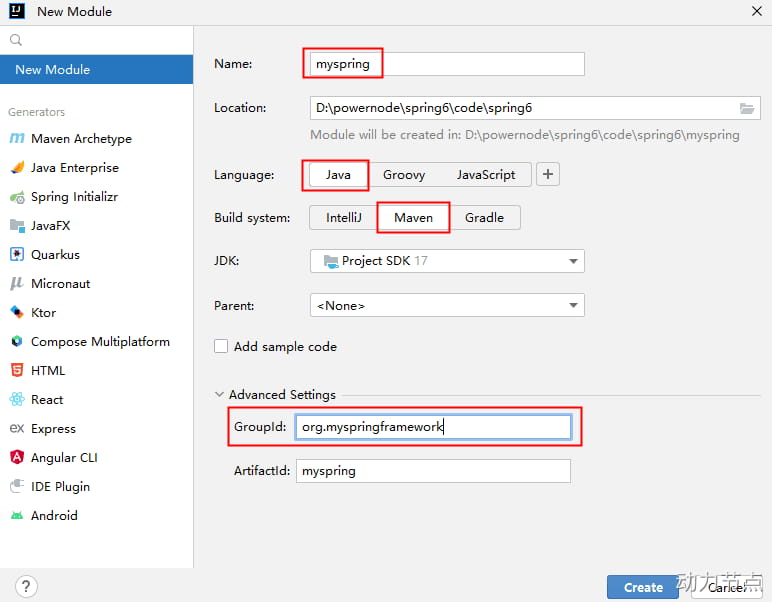 New Module
New Module
Generators
Maven Archetype
Java Enterprise
Spring Initializr
JavaFX
Quarkus
Micronaut
Ktor
Compose Multiplatform
HTML
React
Express
Angular CLI
IDE Plugin
Android
?
Name: myspring
Location: D:\powernode\spring6\code\spring6
Module will be created in: D:\powernode\spring6\code\spring6\myspring
Language: Java Groovy JavaScript +
Build system: IntelliJ Maven Gradle
JDK: Project SDK 17
Parent: <None>
Add sample code
Advanced Settings
GroupId: org.myspringframework
ArtifactId: myspring
Create Cancel
动力节点